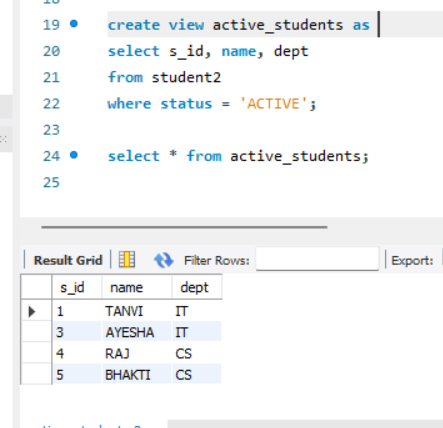 19 create view active_students as
20 select s_id, name, dept
21 from student2
22 where status = 'ACTIVE';
23
24 select * from active_students;
25
Result Grid Filter Rows: Export:
s_id name dept
1 TANVI IT
3 AYESHA IT
4 RAJ CS
5 BHAKTI CS